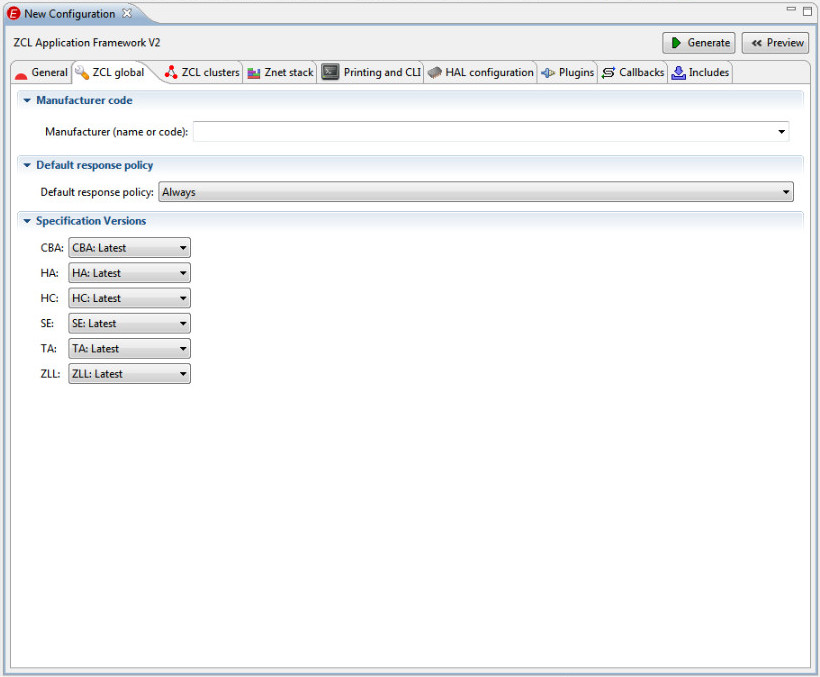 New Configuration
ZCL Application Framework V2
Generate
Preview
General ZCL global ZCL clusters Znet stack Printing and CLI HAL configuration Plugins Callbacks Includes
Manufacturer code
Manufacturer (name or code):
Default response policy
Default response policy: Always
Specification Versions
CBA: CBA: Latest
HA: HA: Latest
HC: HC: Latest
SE: SE: Latest
TA: TA: Latest
ZLL: ZLL: Latest